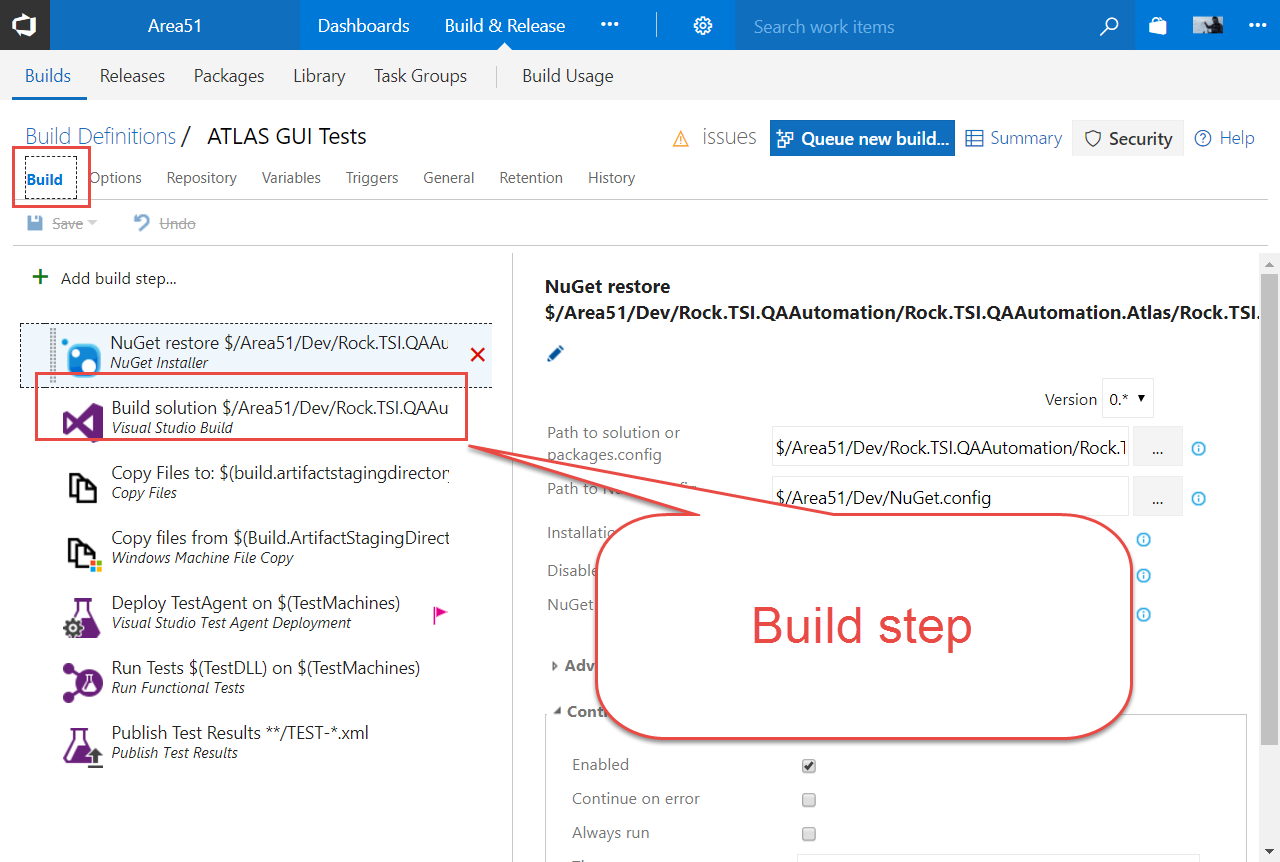 Area51 Dashboards Build & Release ••• Search work items •••
Builds Releases Packages Library Task Groups Build Usage
Build Definitions / ATLAS GUI Tests issues Queue new build... Summary Security Help
Build Options Repository Variables Triggers General Retention History
Save Undo
Add build step...
NuGet restore $/Area51/Dev/Rock.TSI.QAAu
NuGet Installer
Build solution $/Area51/Dev/Rock.TSI.QAAu
Visual Studio Build
Copy Files to: $(build.artifactstagingdirectory
Copy Files
Copy files from $(Build.ArtifactStagingDirect
Windows Machine File Copy
Deploy TestAgent on $(TestMachines)
Visual Studio Test Agent Deployment
Run Tests $(TestDLL) on $(TestMachines)
Run Functional Tests
Publish Test Results **/TEST-*.xml
Publish Test Results
NuGet restore
$/Area51/Dev/Rock.TSI.QAAutomation/Rock.TSI.QAAutomation.Atlas/Rock.TSI.
Version 0.*
Path to solution or
packages.config
$/Area51/Dev/Rock.TSI.QAAutomation/Rock.T ...
Path to
$/Area51/Dev/NuGet.config ...
Installatio
Disable
NuGet
Adv
Cont
Build step
Enabled
Continue on error
Always run